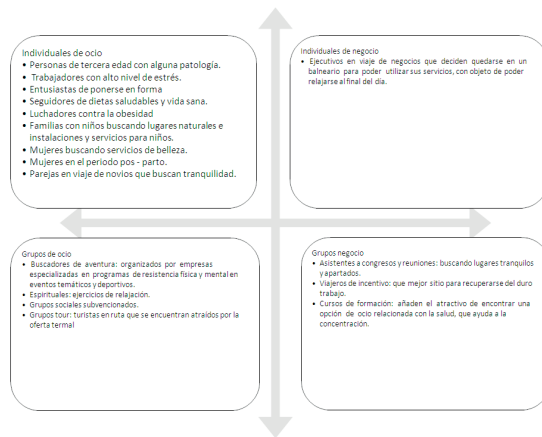 Individuales de ocio
• Personas de tercera edad con alguna patología.
• Trabajadores con alto nivel de estrés.
• Entusiastas de ponerse en forma
• Seguidores de dietas saludables y vida sana.
• Luchadores contra la obesidad
• Familias con niños buscando lugares naturales e
instalaciones y servicios para niños.
• Mujeres buscando servicios de belleza.
• Mujeres en el periodo pos - parto.
• Parejas en viaje de novios que buscan tranquilidad.
Individuales de negocio
• Ejecutivos en viaje de negocios que deciden quedarse en un
balneario para poder utilizar sus servicios, con objeto de poder
relajarse al final del día.
Grupos de ocio
• Buscadores de aventura: organizados por empresas
especializadas en programas de resistencia física y mental en
eventos temáticos y deportivos.
• Espirituales: ejercicios de relajación.
• Grupos sociales subvencionados.
• Grupos tour: turistas en ruta que se encuentran atraídos por la
oferta termal
Grupos negocio
• Asistentes a congresos y reuniones: buscando lugares tranquilos
y apartados.
• Viajeros de incentivo: que mejor sitio para recuperarse del duro
trabajo.
• Cursos de formación: añaden el atractivo de encontrar una
opción de ocio relacionada con la salud, que ayuda a la
concentración.